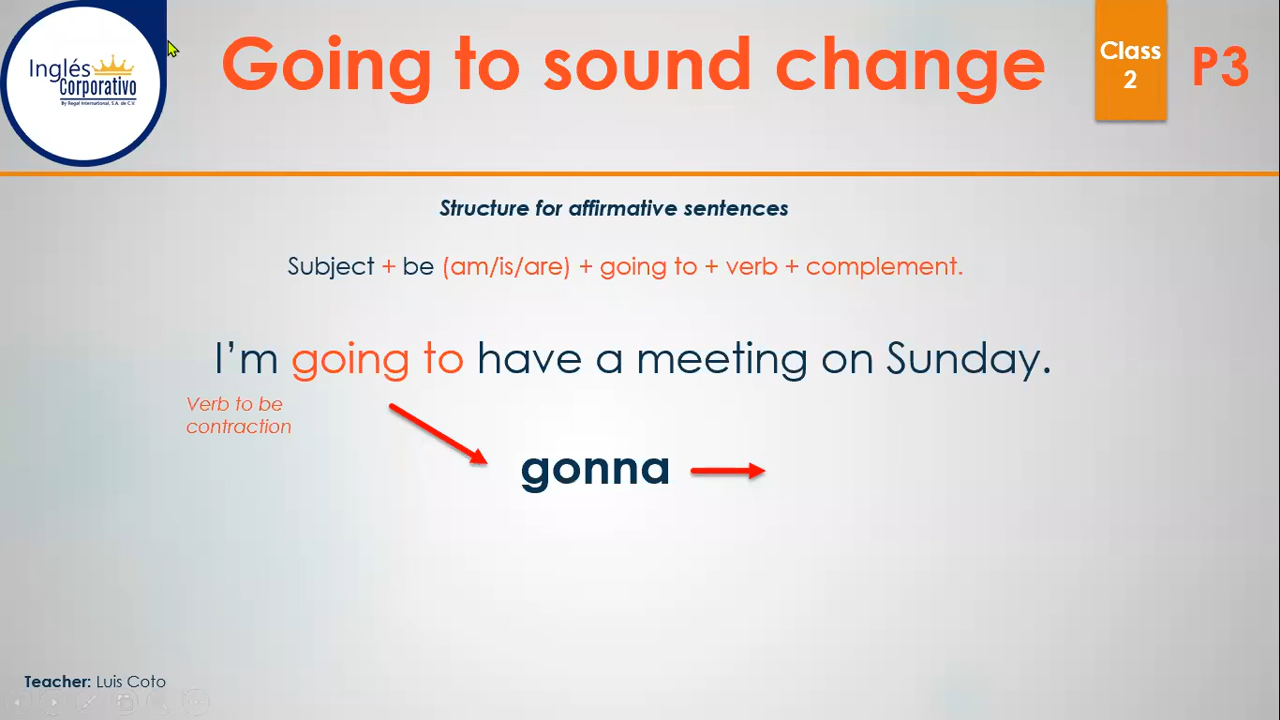 Inglés
Corporativo
By Regal International, S.A. de C.V.
Going to sound change
Class
2
P3
Structure for affirmative sentences
Subject + be (am/is/are) + going to + verb + complement.
I'm going to have a meeting on Sunday.
Verb to be
contraction
gonna
Teacher: Luis Coto